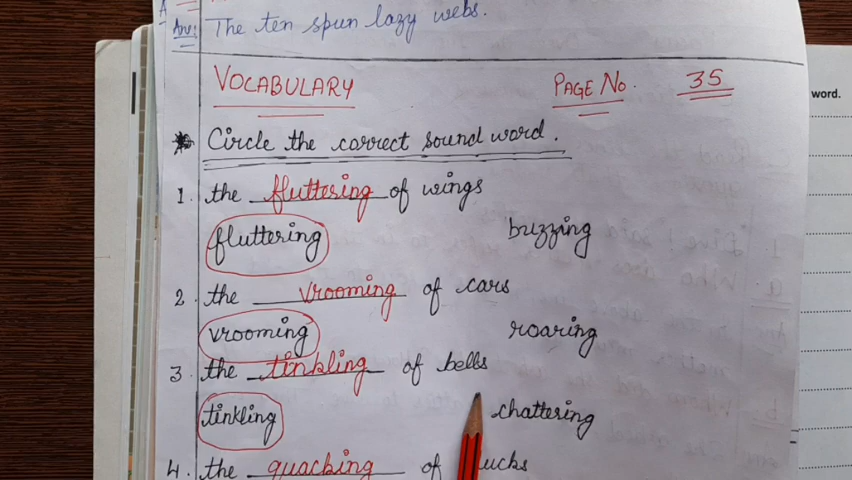 Ans: The ten spun lazy webs.
VOCABULARY PAGE No. 35
word.
* Circle the correct sound word.
1. the fluttering of wings
fluttering buzzing
2. the vrooming of cars
vrooming roaring
3. the tinkling of bells
tinkling chattering
4. the quacking of ucks